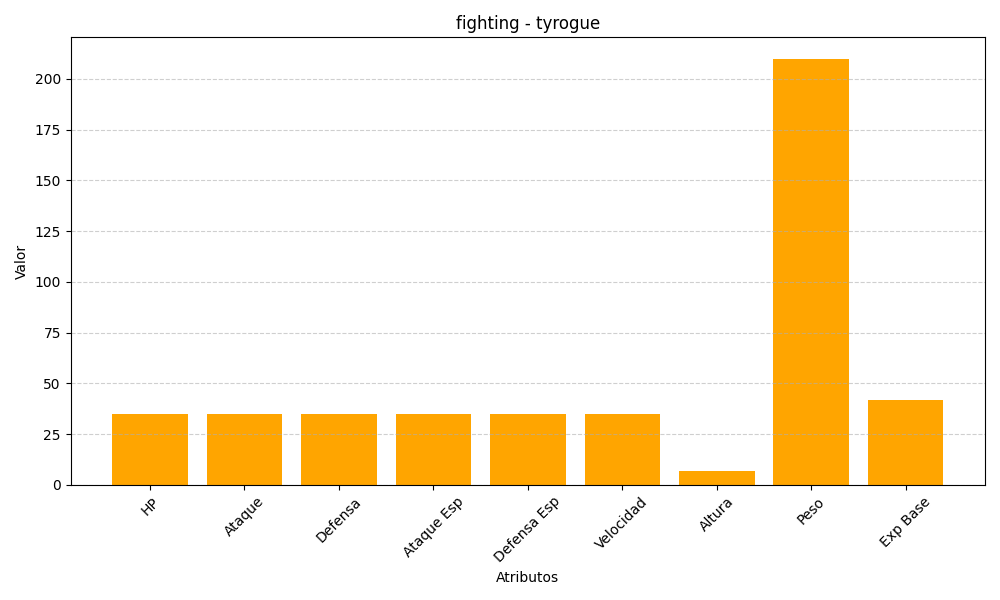 fighting - tyrogue
Valor
200
175
150
125
100
75
50
25
0
HP
Ataque
Defensa
Ataque Esp
Defensa Esp
Velocidad
Altura
Peso
Exp Base
Atributos